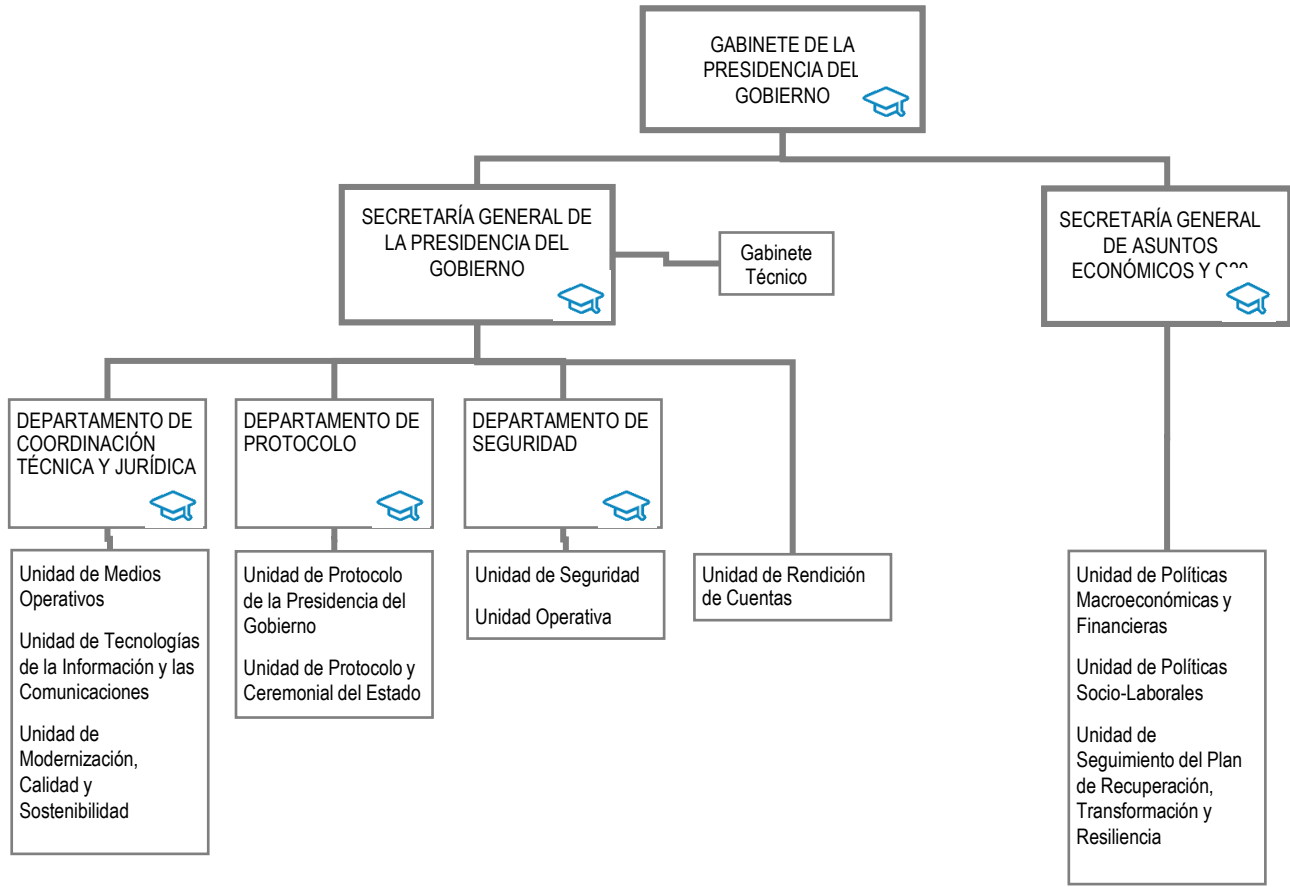 GABINETE DE LA
PRESIDENCIA DEL
GOBIERNO
SECRETARÍA GENERAL DE
LA PRESIDENCIA DEL
GOBIERNO
Gabinete
Técnico
SECRETARÍA GENERAL
DE ASUNTOS
ECONÓMICOS Y
DEPARTAMENTO DE
COORDINACIÓN
TÉCNICA Y JURÍDICA
DEPARTAMENTO DE
PROTOCOLO
DEPARTAMENTO DE
SEGURIDAD
Unidad de Medios
Operativos
Unidad de Tecnologías
de la Información y las
Comunicaciones
Unidad de
Modernización,
Calidad y
Sostenibilidad
Unidad de Protocolo
de la Presidencia del
Gobierno
Unidad de Protocolo y
Ceremonial del Estado
Unidad de Seguridad
Unidad Operativa
Unidad de Rendición
de Cuentas
Unidad de Políticas
Macroeconómicas y
Financieras
Unidad de Políticas
Socio-Laborales
Unidad de
Seguimiento del Plan
de Recuperación,
Transformación y
Resiliencia